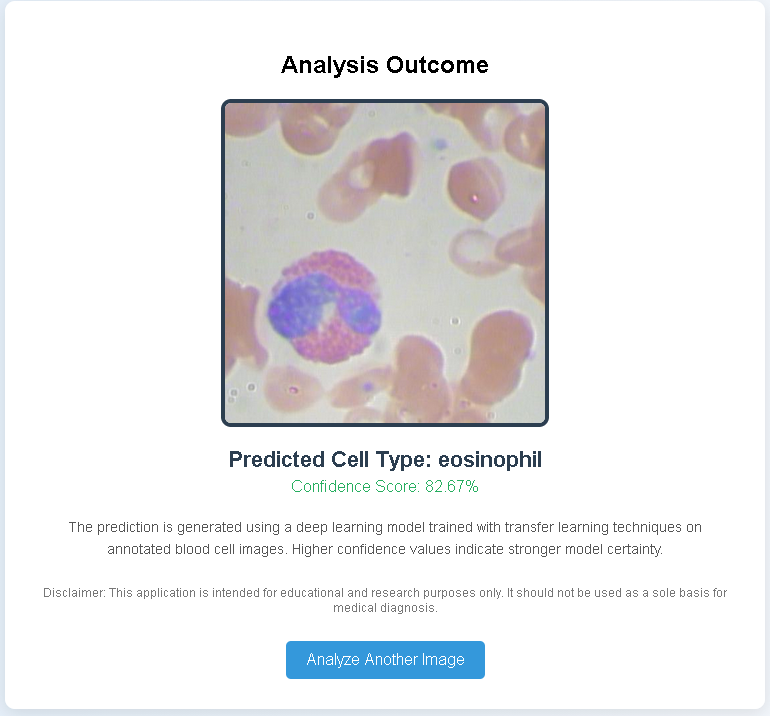 Analysis Outcome
Predicted Cell Type: eosinophil
Confidence Score: 82.67%
The prediction is generated using a deep learning model trained with transfer learning techniques on
annotated blood cell images. Higher confidence values indicate stronger model certainty.
Disclaimer: This application is intended for educational and research purposes only. It should not be used as a sole basis for
medical diagnosis.
Analyze Another Image